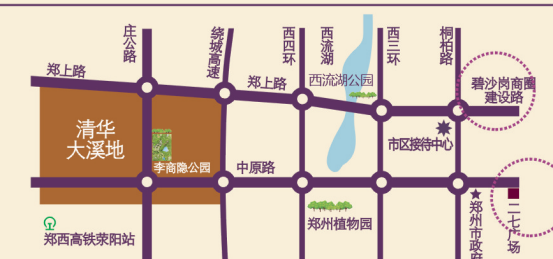 庄公路
绕城高速
西四环
西流湖
西三环
桐柏路
郑上路
郑上路
西流湖公园
碧沙岗商圈
建设路
清华
大溪地
市区接待中心
李商隐公园
中原路
郑州植物园
郑西高铁荥阳站
郑州市政府
二七广场